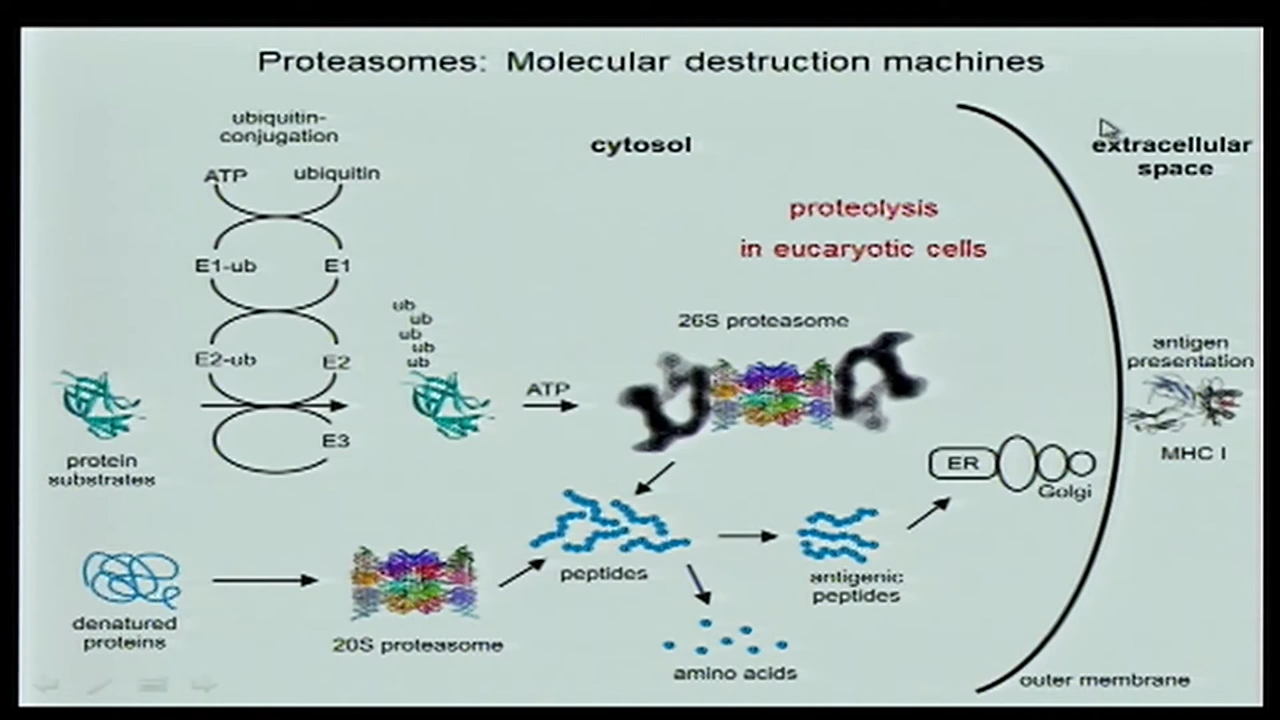 Proteasomes: Molecular destruction machines
ubiquitin-
conjugation
ATP
ubiquitin
cytosol
extracellular
space
proteolysis
in eucaryotic cells
E1-ub
E1
ub
ub
ub
ub
ub
26S proteasome
E2-ub
E2
ATP
antigen
presentation
E3
protein
substrates
ER
Golgi
MHC I
peptides
antigenic
peptides
denatured
proteins
20S proteasome
amino acids
outer membrane